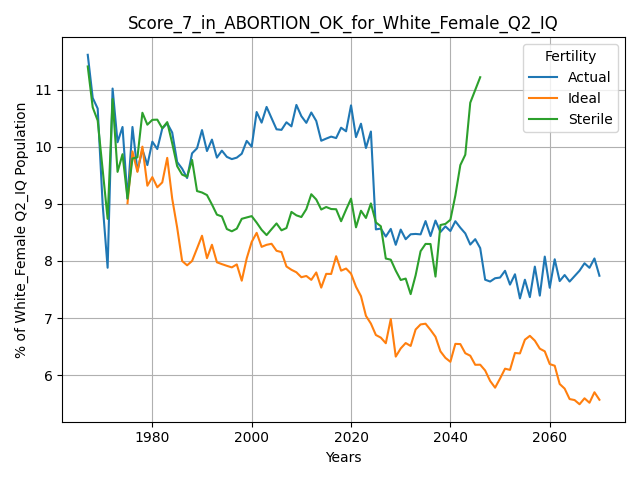 Score_7_in_ABORTION_OK_for_White_Female_Q2_IQ
Fertility
Actual
Ideal
Sterile
% of White_Female Q2_IQ Population
11
10
9
8
7
6
1980 2000 2020 2040 2060
Years